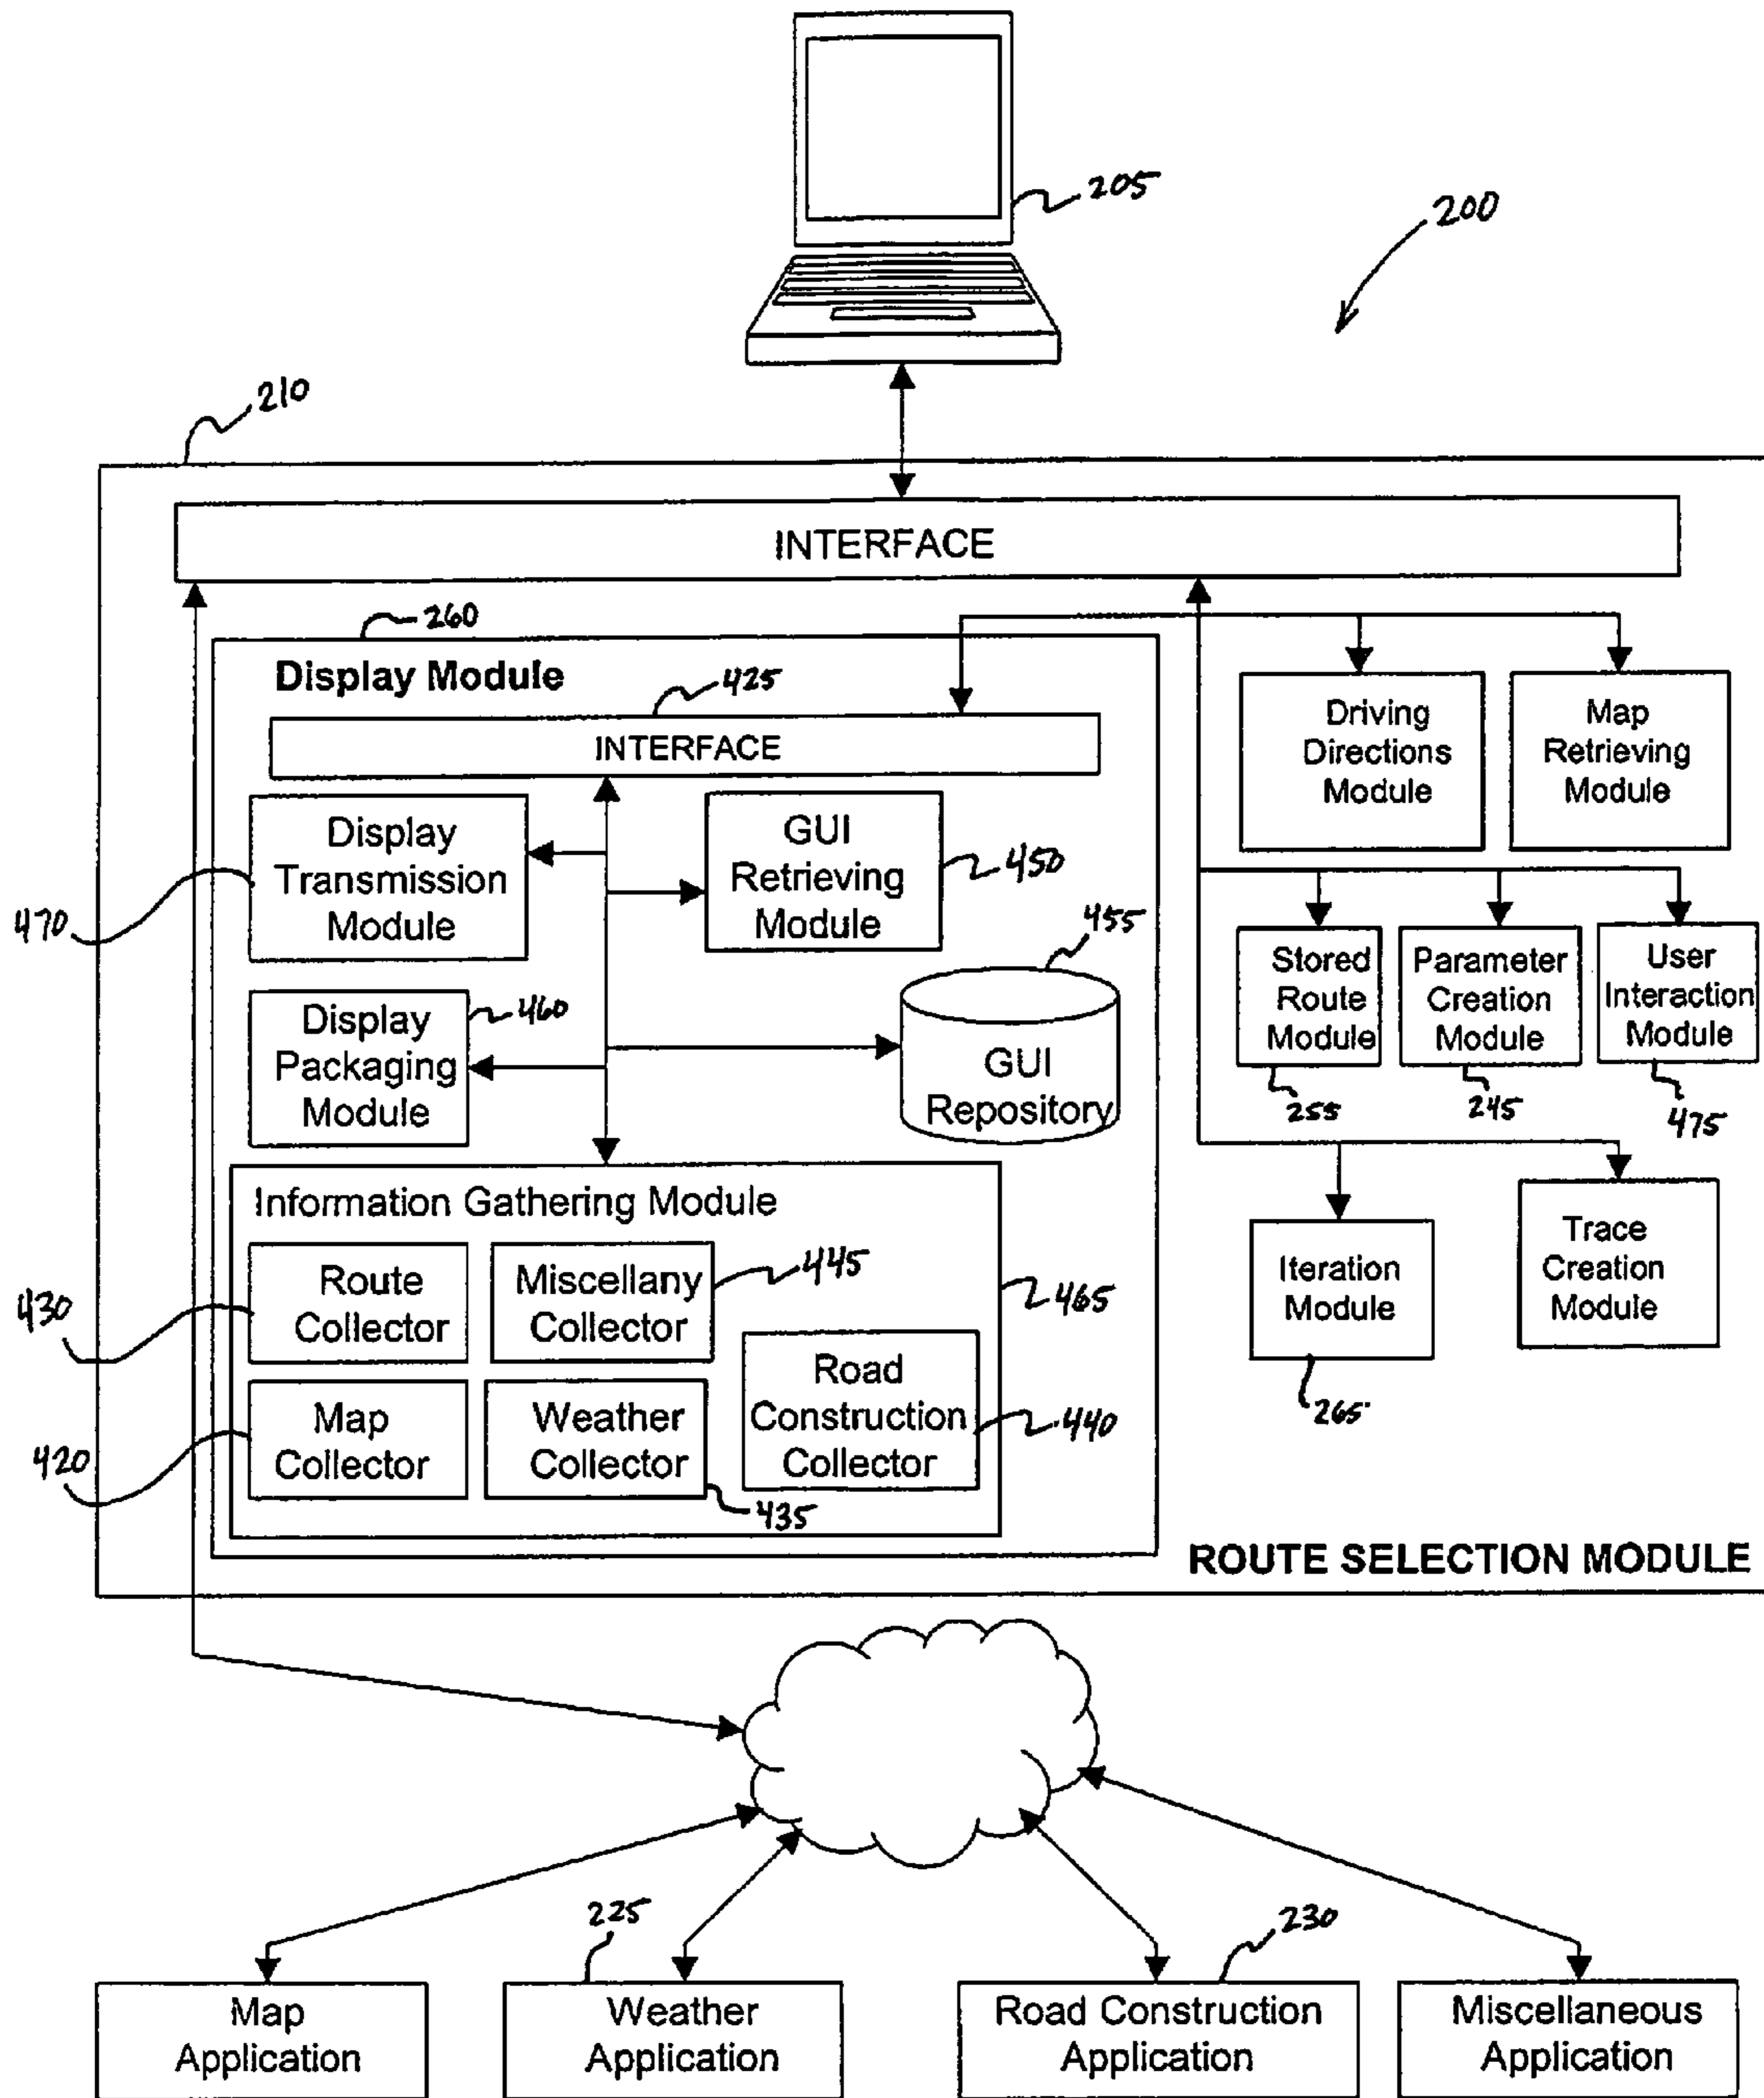 205
200
210
INTERFACE
260
Display Module
425
INTERFACE
Driving
Directions
Module
Map
Retrieving
Module
Display
Transmission
Module
470
GUI
Retrieving
Module
450
455
Stored
Route
Module
255
Parameter
Creation
Module
245
User
Interaction
Module
475
Display
Packaging
Module
460
GUI
Repository
Information Gathering Module
Route
Collector
430
Miscellany
Collector
445
465
Map
Collector
420
Weather
Collector
435
Road
Construction
Collector
440
Iteration
Module
265
Trace
Creation
Module
ROUTE SELECTION MODULE
225
230
Map
Application
Weather
Application
Road Construction
Application
Miscellaneous
Application